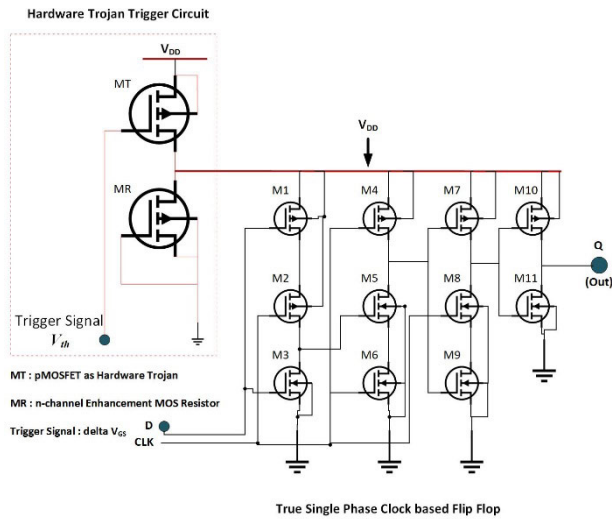 Hardware Trojan Trigger Circuit
VDD
MT
MR
VDD
M1
M4
M7
M10
Q
(Out)
M2
M5
M8
M11
Trigger Signal
Vth
M3
M6
M9
MT : pMOSFET as Hardware Trojan
MR : n-channel Enhancement MOS Resistor
Trigger Signal : delta VGS
D
CLK
True Single Phase Clock based Flip Flop